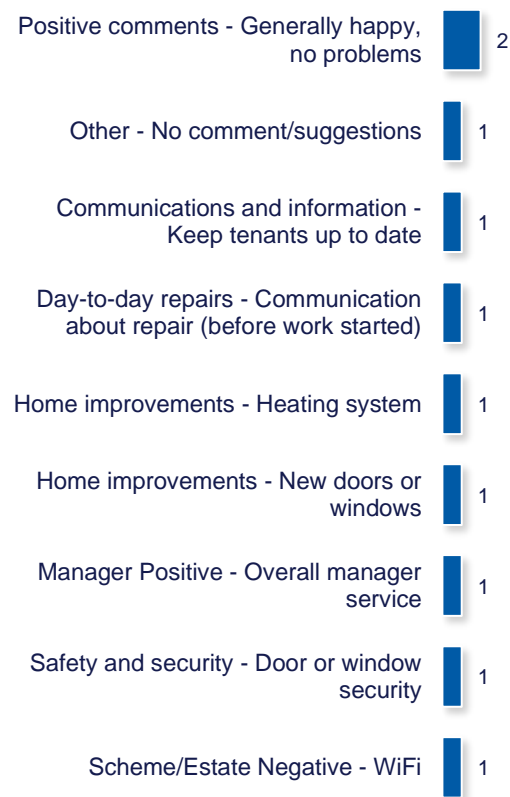 Positive comments - Generally happy,
no problems
2
Other - No comment/suggestions
1
Communications and information -
Keep tenants up to date
1
Day-to-day repairs - Communication
about repair (before work started)
1
Home improvements - Heating system
1
Home improvements - New doors or
windows
1
Manager Positive - Overall manager
service
1
Safety and security - Door or window
security
1
Scheme/Estate Negative - WiFi
1